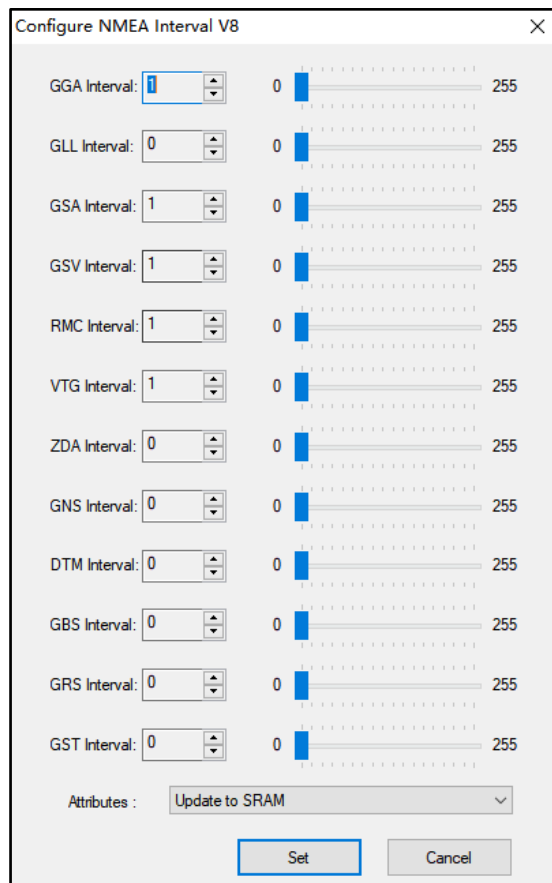 Configure NMEA Interval V8
GGA Interval: 1 0 255
GLL Interval: 0 0 255
GSA Interval: 1 0 255
GSV Interval: 1 0 255
RMC Interval: 1 0 255
VTG Interval: 1 0 255
ZDA Interval: 0 0 255
GNS Interval: 0 0 255
DTM Interval: 0 0 255
GBS Interval: 0 0 255
GRS Interval: 0 0 255
GST Interval: 0 0 255
Attributes : Update to SRAM
Set Cancel